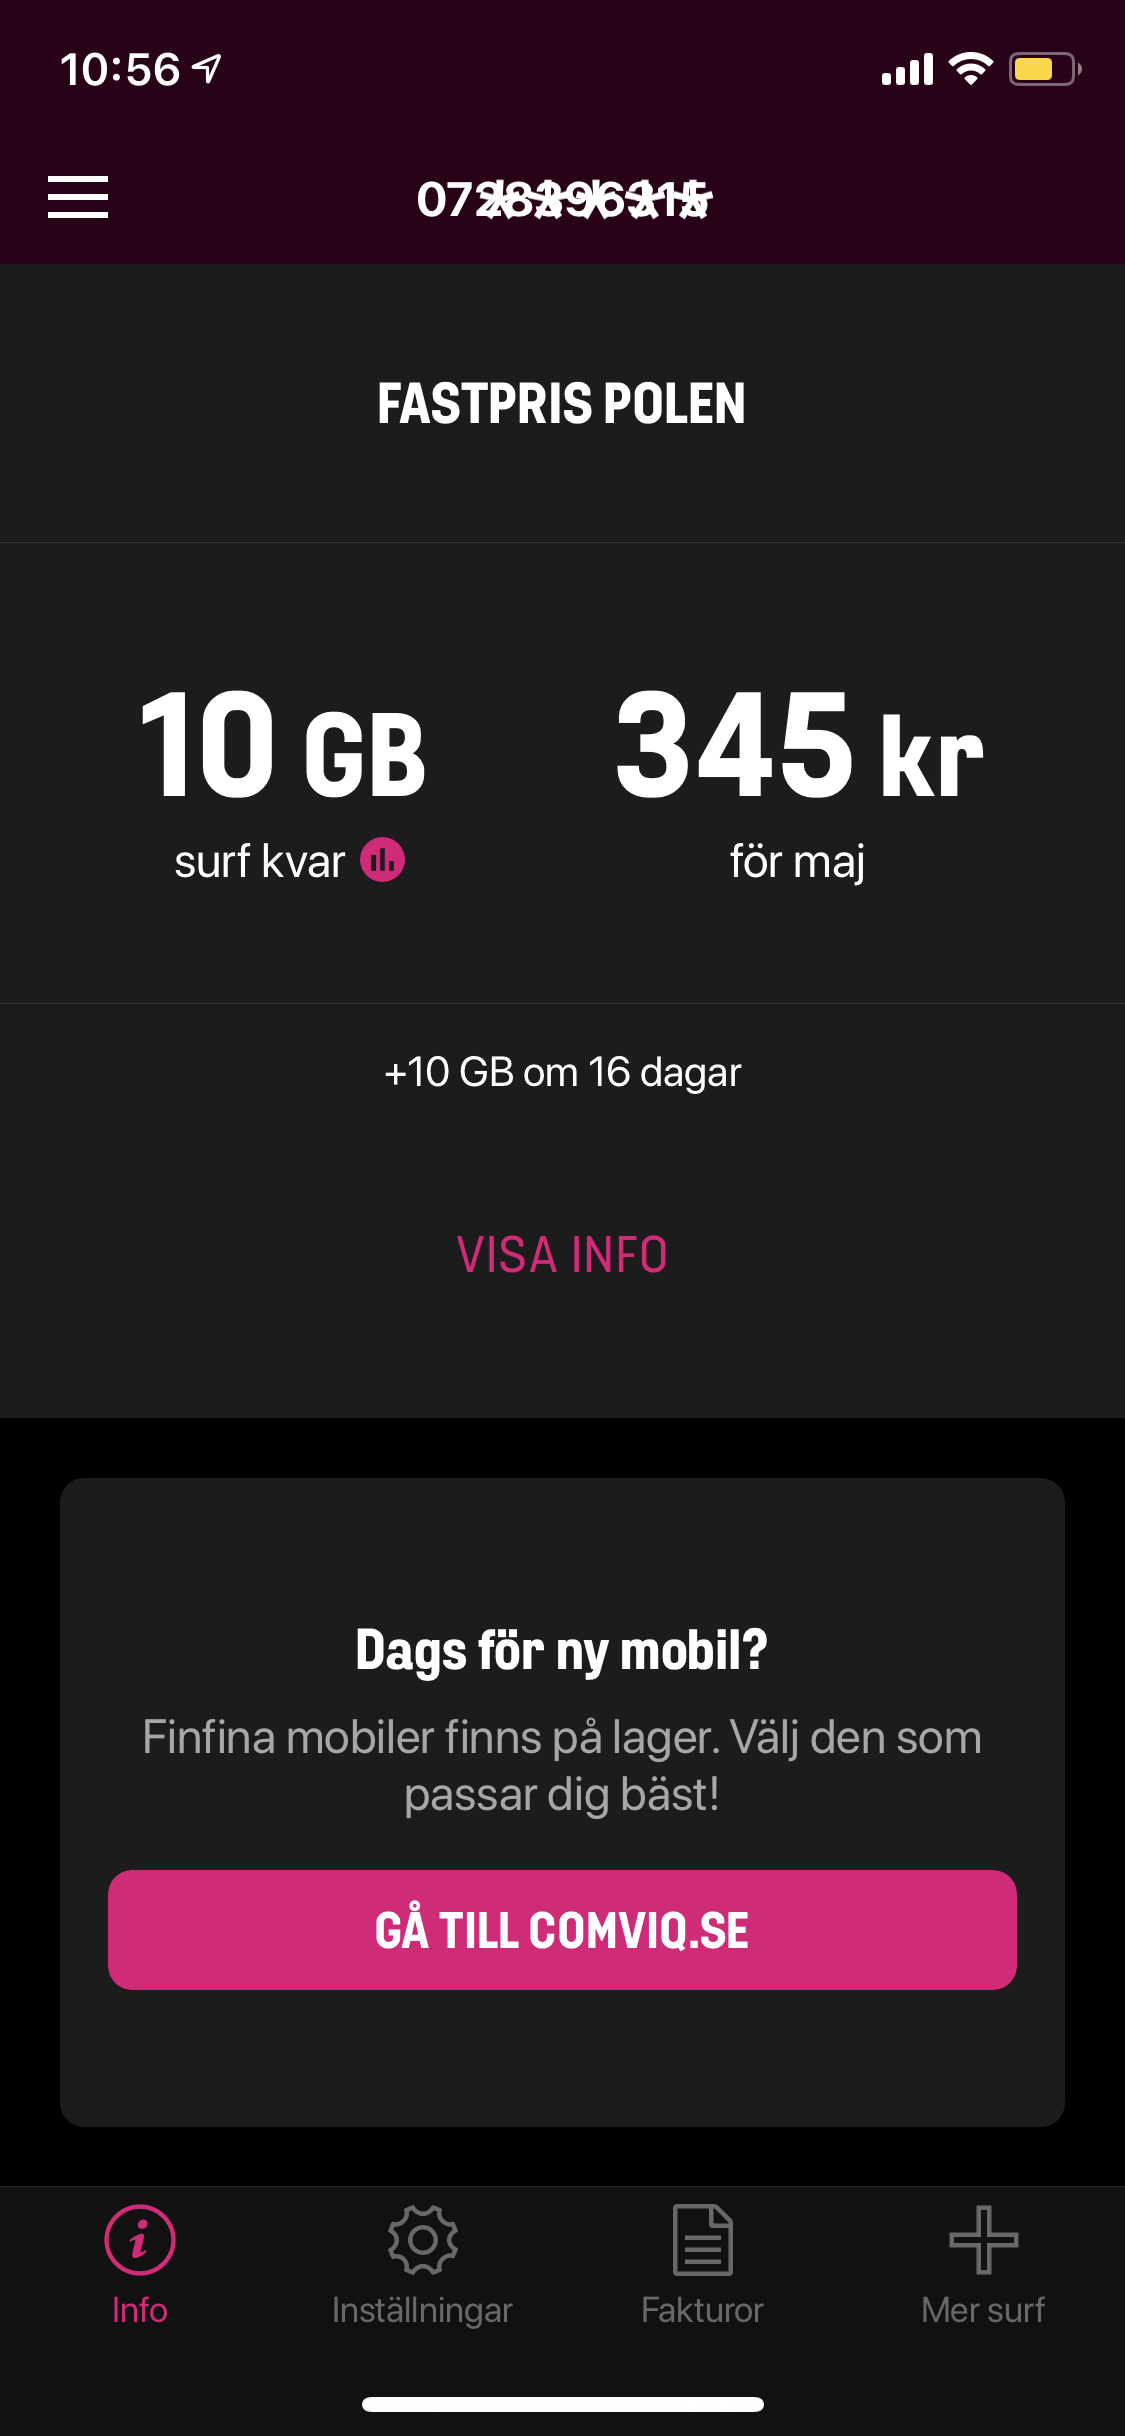 10:56
FASTPRIS POLEN
10 GB
345 kr
surf kvar
för maj
+10 GB om 16 dagar
VISA INFO
Dags för ny mobil?
Finfina mobiler finns på lager. Välj den som
passar dig bäst!
GÅ TILL COMVIQ.SE
Info
Inställningar
Fakturor
Mer surf